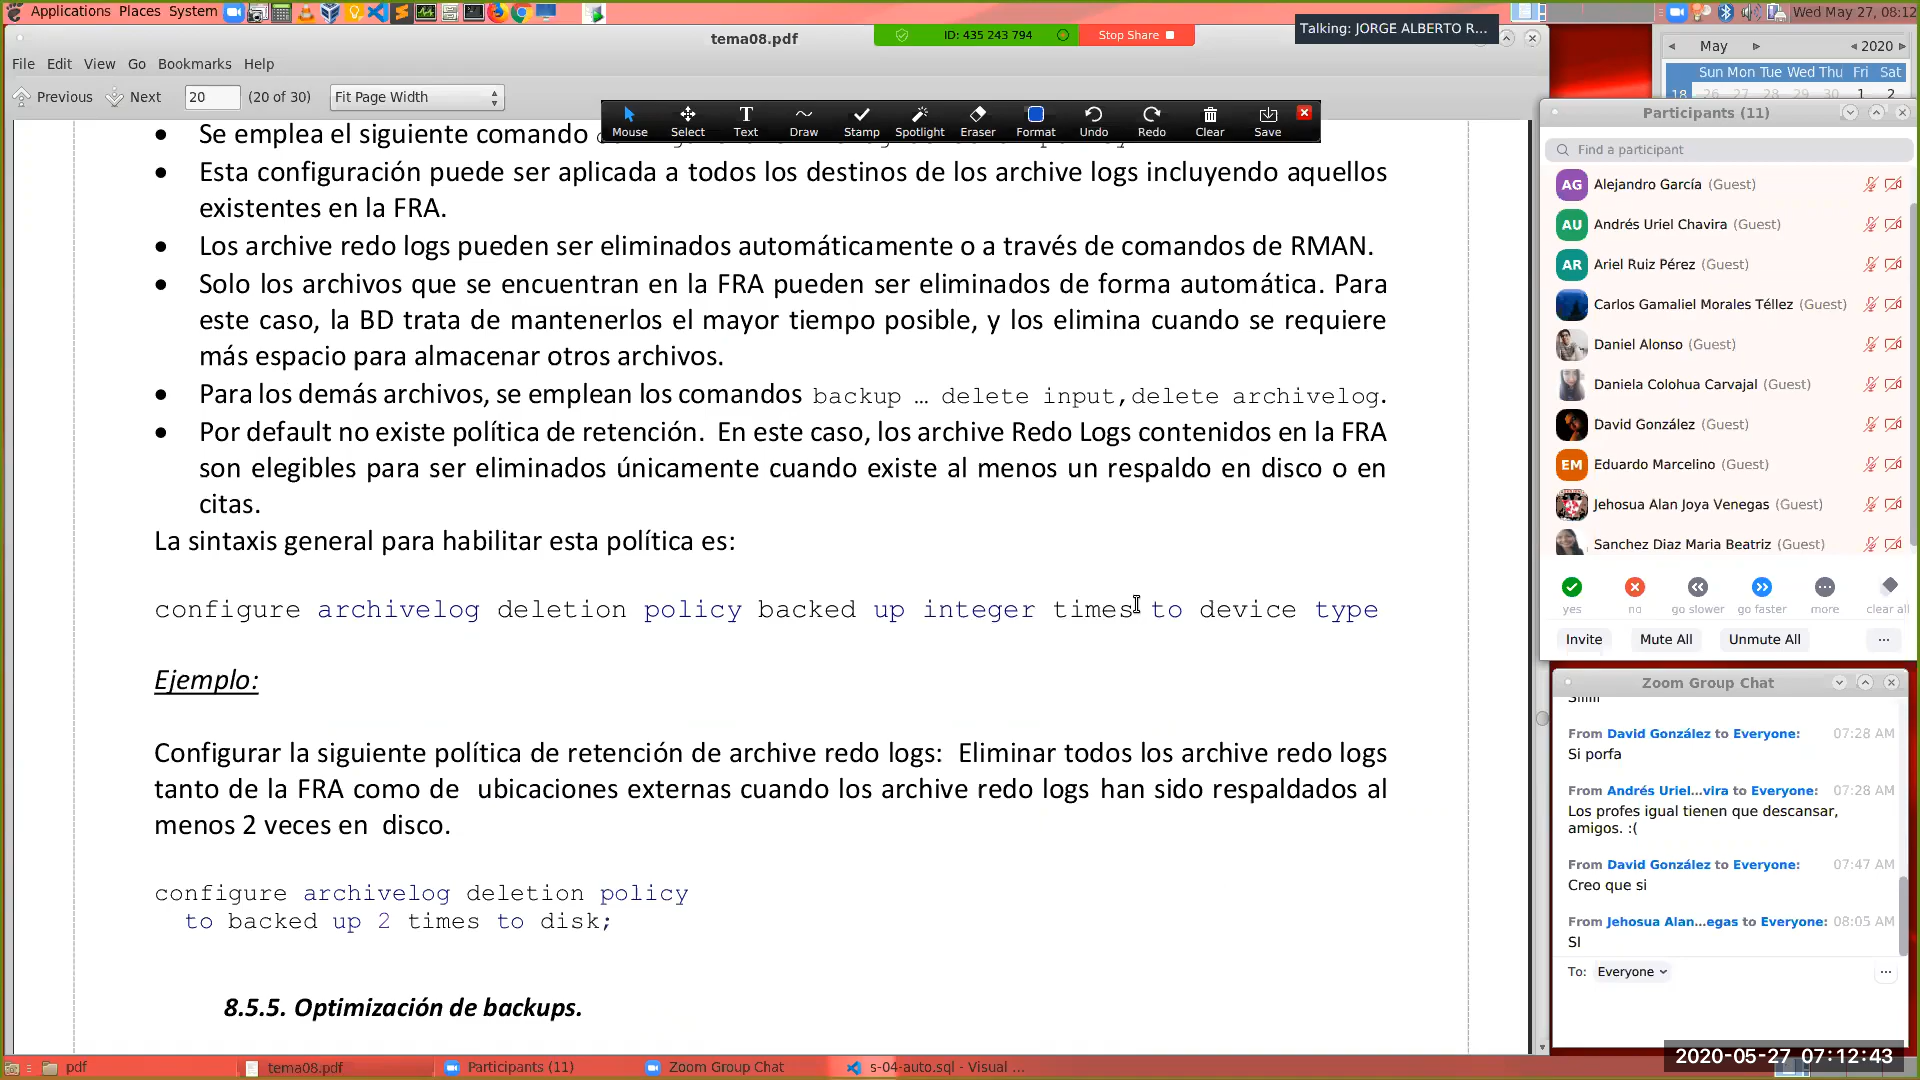 Applications Places System
Wed May 27, 08:12
tema08.pdf
ID: 435 243 794
Stop Share
Talking: JORGE ALBERTO R...
File Edit View Go Bookmarks Help
Previous Next 20 (20 of 30) Fit Page Width
Mouse Select Text Draw Stamp Spotlight Eraser Format Undo Redo Clear Save
Se emplea el siguiente comando
Esta configuración puede ser aplicada a todos los destinos de los archive logs incluyendo aquellos
existentes en la FRA.
Los archive redo logs pueden ser eliminados automáticamente o a través de comandos de RMAN.
Solo los archivos que se encuentran en la FRA pueden ser eliminados de forma automática. Para
este caso, la BD trata de mantenerlos el mayor tiempo posible, y los elimina cuando se requiere
más espacio para almacenar otros archivos.
Para los demás archivos, se emplean los comandos backup … delete input,delete archivelog.
Por default no existe política de retención. En este caso, los archive Redo Logs contenidos en la FRA
son elegibles para ser eliminados únicamente cuando existe al menos un respaldo en disco o en
citas.
La sintaxis general para habilitar esta política es:
configure archivelog deletion policy backed up integer times to device type
Ejemplo:
Configurar la siguiente política de retención de archive redo logs: Eliminar todos los archive redo logs
tanto de la FRA como de ubicaciones externas cuando los archive redo logs han sido respaldados al
menos 2 veces en disco.
configure archivelog deletion policy
to backed up 2 times to disk;
8.5.5. Optimización de backups.
May 2020
Sun Mon Tue Wed Thu Fri Sat
18 26 27 28 29 30 1 2
Participants (11)
Find a participant
AG Alejandro García (Guest)
AU Andrés Uriel Chavira (Guest)
AR Ariel Ruiz Pérez (Guest)
Carlos Gamaliel Morales Téllez (Guest)
Daniel Alonso (Guest)
Daniela Colohua Carvajal (Guest)
David González (Guest)
EM Eduardo Marcelino (Guest)
Jehosua Alan Joya Venegas (Guest)
Sanchez Diaz Maria Beatriz (Guest)
yes no go slower go faster more clear all
Invite Mute All Unmute All ...
Zoom Group Chat
From David González to Everyone: 07:28 AM
Si porfa
From Andrés Uriel...vira to Everyone: 07:28 AM
Los profes igual tienen que descansar,
amigos. :(
From David González to Everyone: 07:47 AM
Creo que si
From Jehosua Alan...egas to Everyone: 08:05 AM
SI
To: Everyone
2020-05-27 07:12:43
pdf tema08.pdf Participants (11) Zoom Group Chat s-04-auto.sql - Visual ...